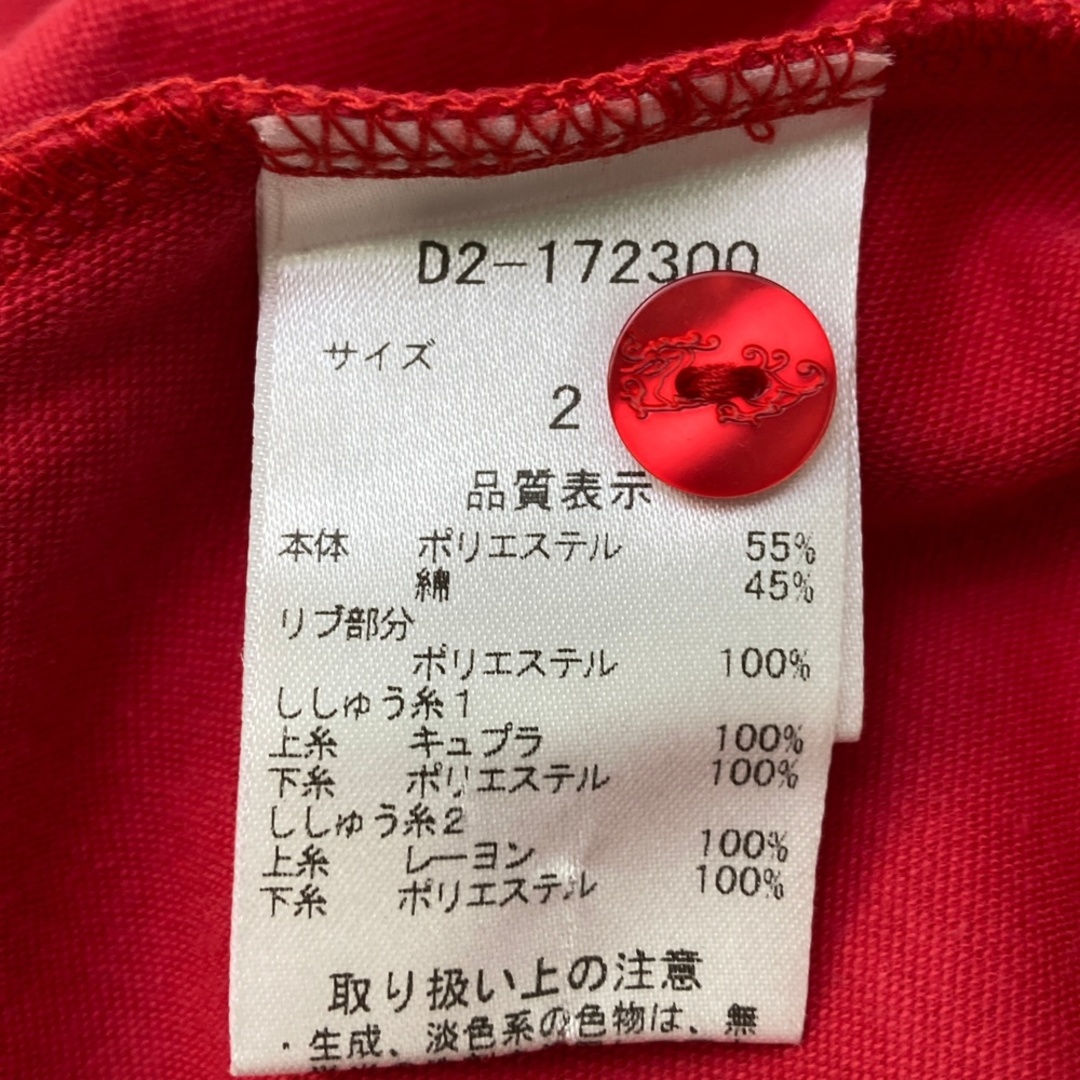 D2-172300
サイズ
2
品質表示
本体 ポリエステル 55%
綿 45%
リブ部分
ポリエステル 100%
ししゅう糸1
上糸 キュプラ 100%
下糸 ポリエステル 100%
ししゅう糸2
上糸 レーヨン 100%
下糸 ポリエステル 100%
取り扱い上の注意
・生成、淡色系の色物は、無